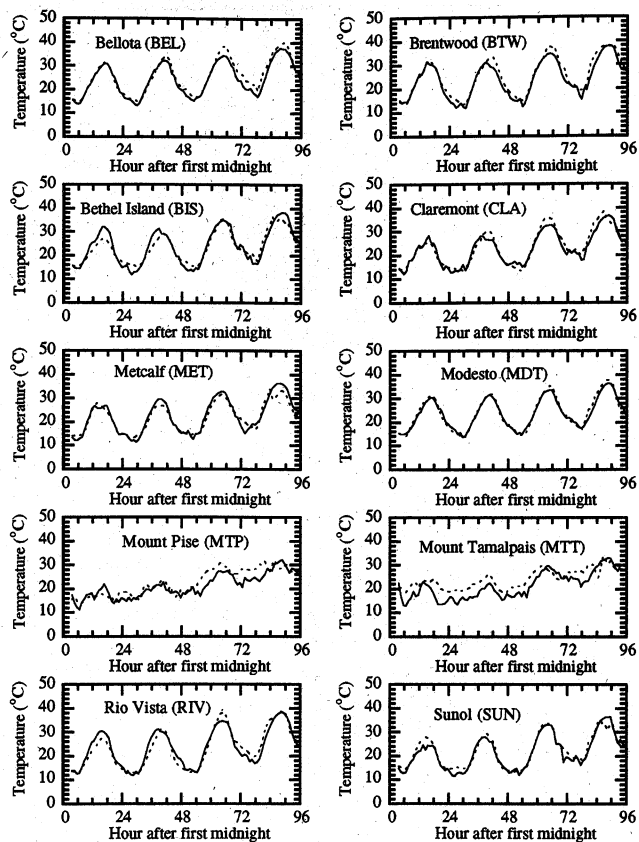 Temperature (°C)
50
40
30
20
10
0
Bellota (BEL)
0 24 48 72 96
Hour after first midnight
Temperature (°C)
50
40
30
20
10
0
Brentwood (BTW)
0 24 48 72 96
Hour after first midnight
Temperature (°C)
50
40
30
20
10
0
Bethel Island (BIS)
0 24 48 72 96
Hour after first midnight
Temperature (°C)
50
40
30
20
10
0
Claremont (CLA)
0 24 48 72 96
Hour after first midnight
Temperature (°C)
50
40
30
20
10
0
Metcalf (MET)
0 24 48 72 96
Hour after first midnight
Temperature (°C)
50
40
30
20
10
0
Modesto (MDT)
0 24 48 72 96
Hour after first midnight
Temperature (°C)
50
40
30
20
10
0
Mount Pise (MTP)
0 24 48 72 96
Hour after first midnight
Temperature (°C)
50
40
30
20
10
0
Mount Tamalpais (MTT)
0 24 48 72 96
Hour after first midnight
Temperature (°C)
50
40
30
20
10
0
Rio Vista (RIV)
0 24 48 72 96
Hour after first midnight
Temperature (°C)
50
40
30
20
10
0
Sunol (SUN)
0 24 48 72 96
Hour after first midnight